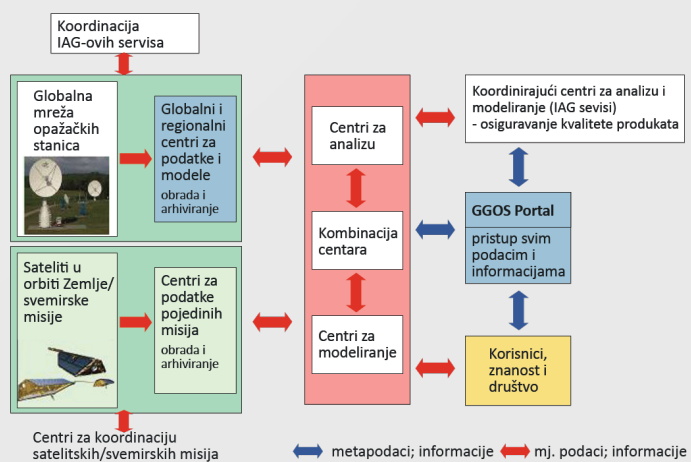 Koordinacija
IAG-ovih servisa
Globalna
mreža
opažačkih
stanica
Globalni i
regionalni
centri za
podatke i
modele
obrada i
arhiviranje
Sateliti u
orbiti Zemlje/
svemirske
misije
Centri za
podatke
pojedinih
misija
obrada i
arhiviranje
Centri za koordinaciju
satelitskih/svemirskih misija
Centri za
analizu
Kombinacija
centara
Centri za
modeliranje
Koordinirajući centri za analizu i
modeliranje (IAG sevisi)
- osiguravanje kvalitete produkata
GGOS Portal
pristup svim
podacim i
informacijama
Korisnici,
znanost i
društvo
metapodaci; informacije
mj. podaci; informacije